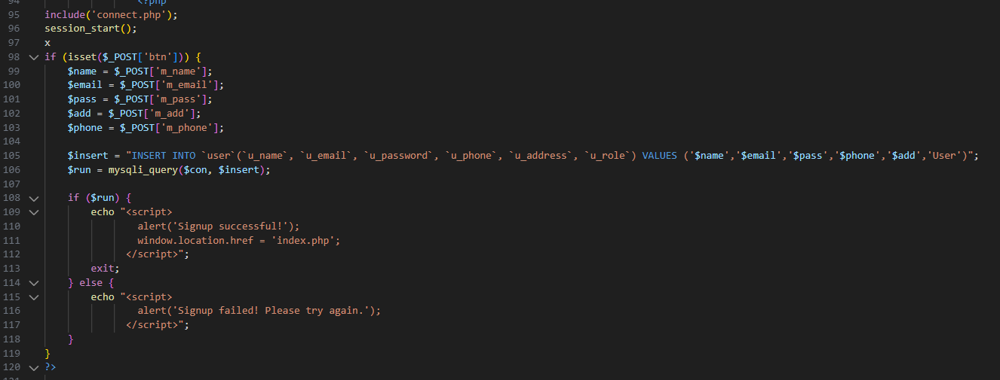 94 <?php
95 include('connect.php');
96 session_start();
97 x
98 if (isset($_POST['btn'])) {
99     $name = $_POST['m_name'];
100     $email = $_POST['m_email'];
101     $pass = $_POST['m_pass'];
102     $add = $_POST['m_add'];
103     $phone = $_POST['m_phone'];
104
105     $insert = "INSERT INTO `user`(`u_name`, `u_email`, `u_password`, `u_phone`, `u_address`, `u_role`) VALUES ('$name','$email','$pass','$phone','$add','User')";
106     $run = mysqli_query($con, $insert);
107
108     if ($run) {
109         echo "<script>
110                 alert('Signup successful!');
111                 window.location.href = 'index.php';
112               </script>";
113         exit;
114     } else {
115         echo "<script>
116                 alert('Signup failed! Please try again.');
117               </script>";
118     }
119 }
120 ?>
121